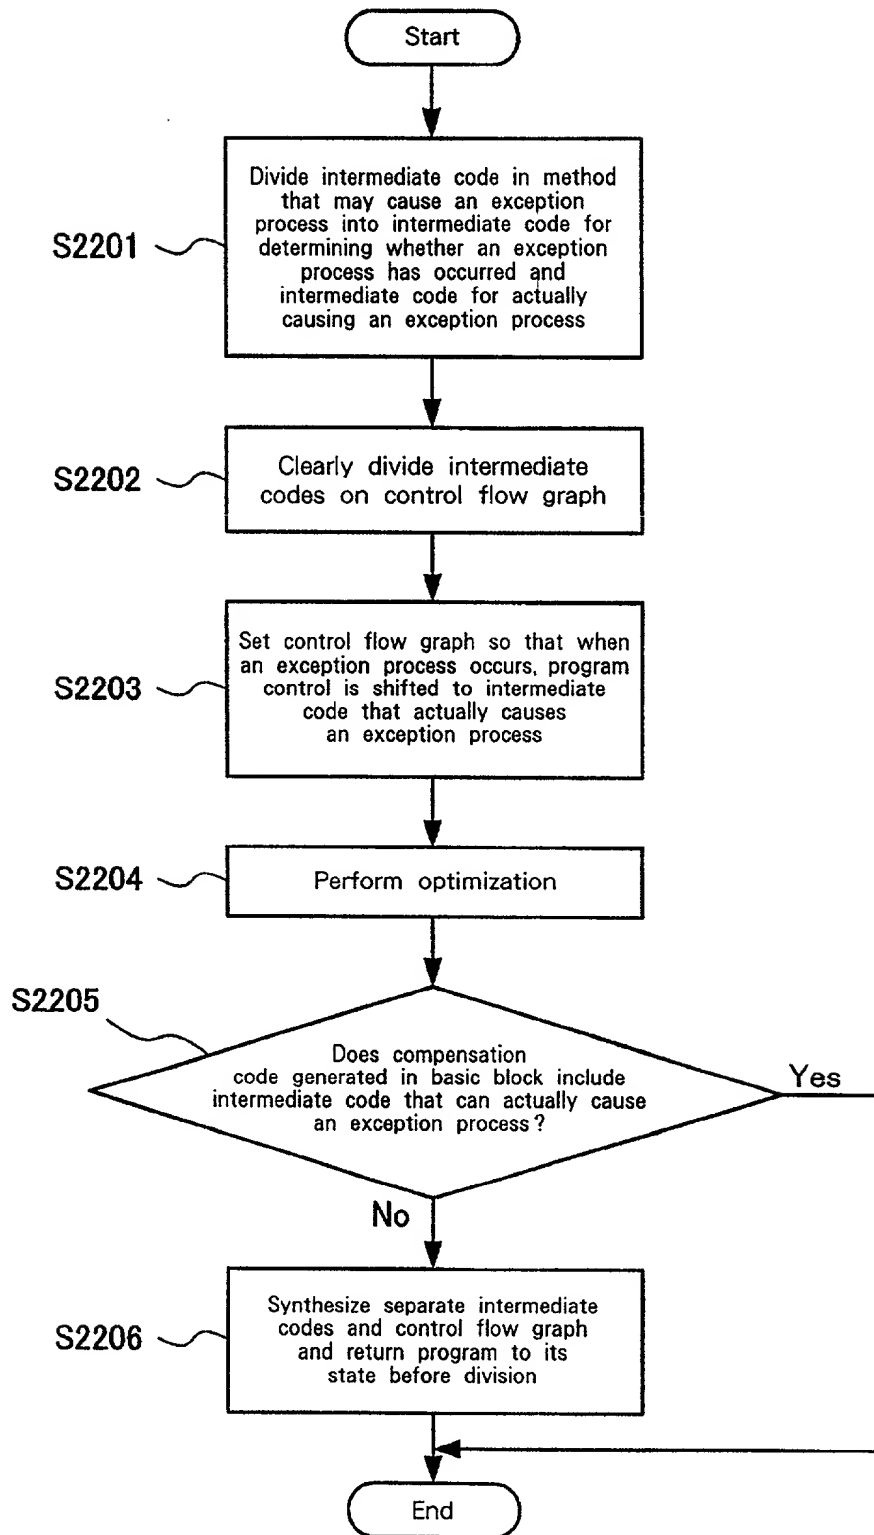 Start
S2201
Divide intermediate code in method
that may cause an exception
process into intermediate code for
determining whether an exception
process has occurred and
intermediate code for actually
causing an exception process
S2202
Clearly divide intermediate
codes on control flow graph
S2203
Set control flow graph so that when
an exception process occurs, program
control is shifted to intermediate
code that actually causes
an exception process
S2204
Perform optimization
S2205
Does compensation
code generated in basic block include
intermediate code that can actually cause
an exception process?
Yes
No
S2206
Synthesize separate intermediate
codes and control flow graph
and return program to its
state before division
End